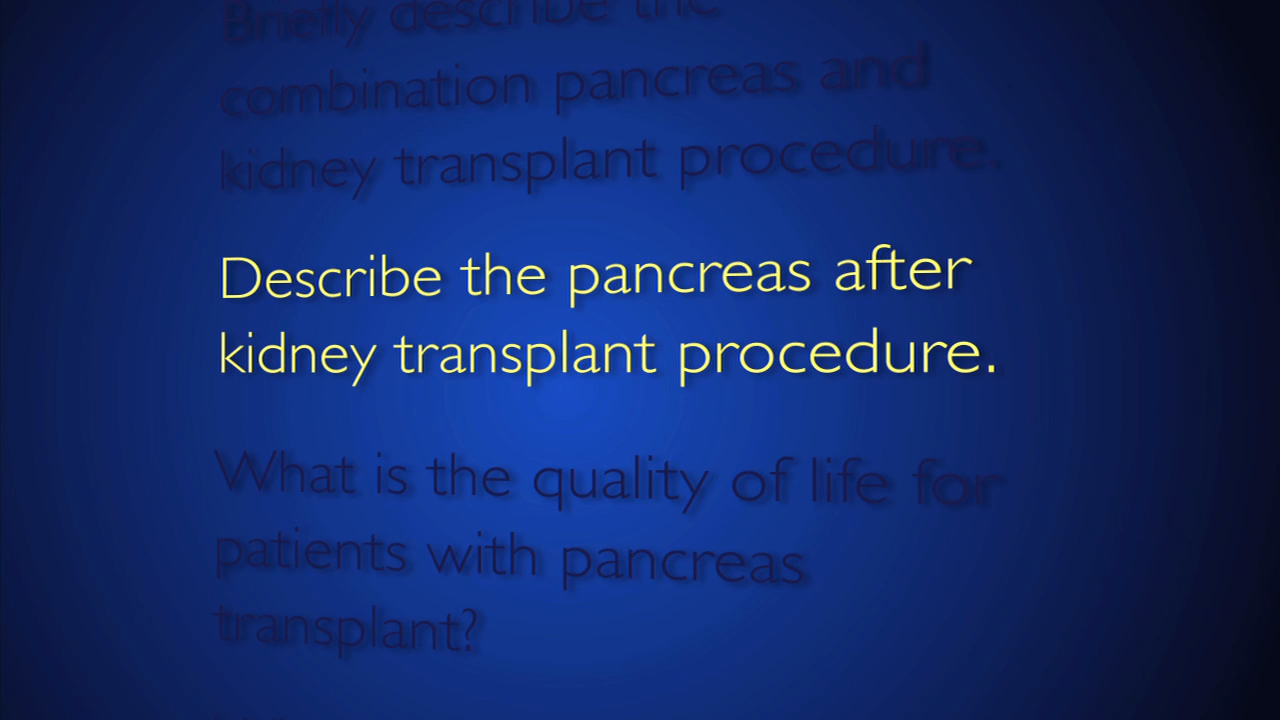 Briefly describe the
combination pancreas and
kidney transplant procedure.
Describe the pancreas after
kidney transplant procedure.
What is the quality of life for
patients with pancreas
transplant?